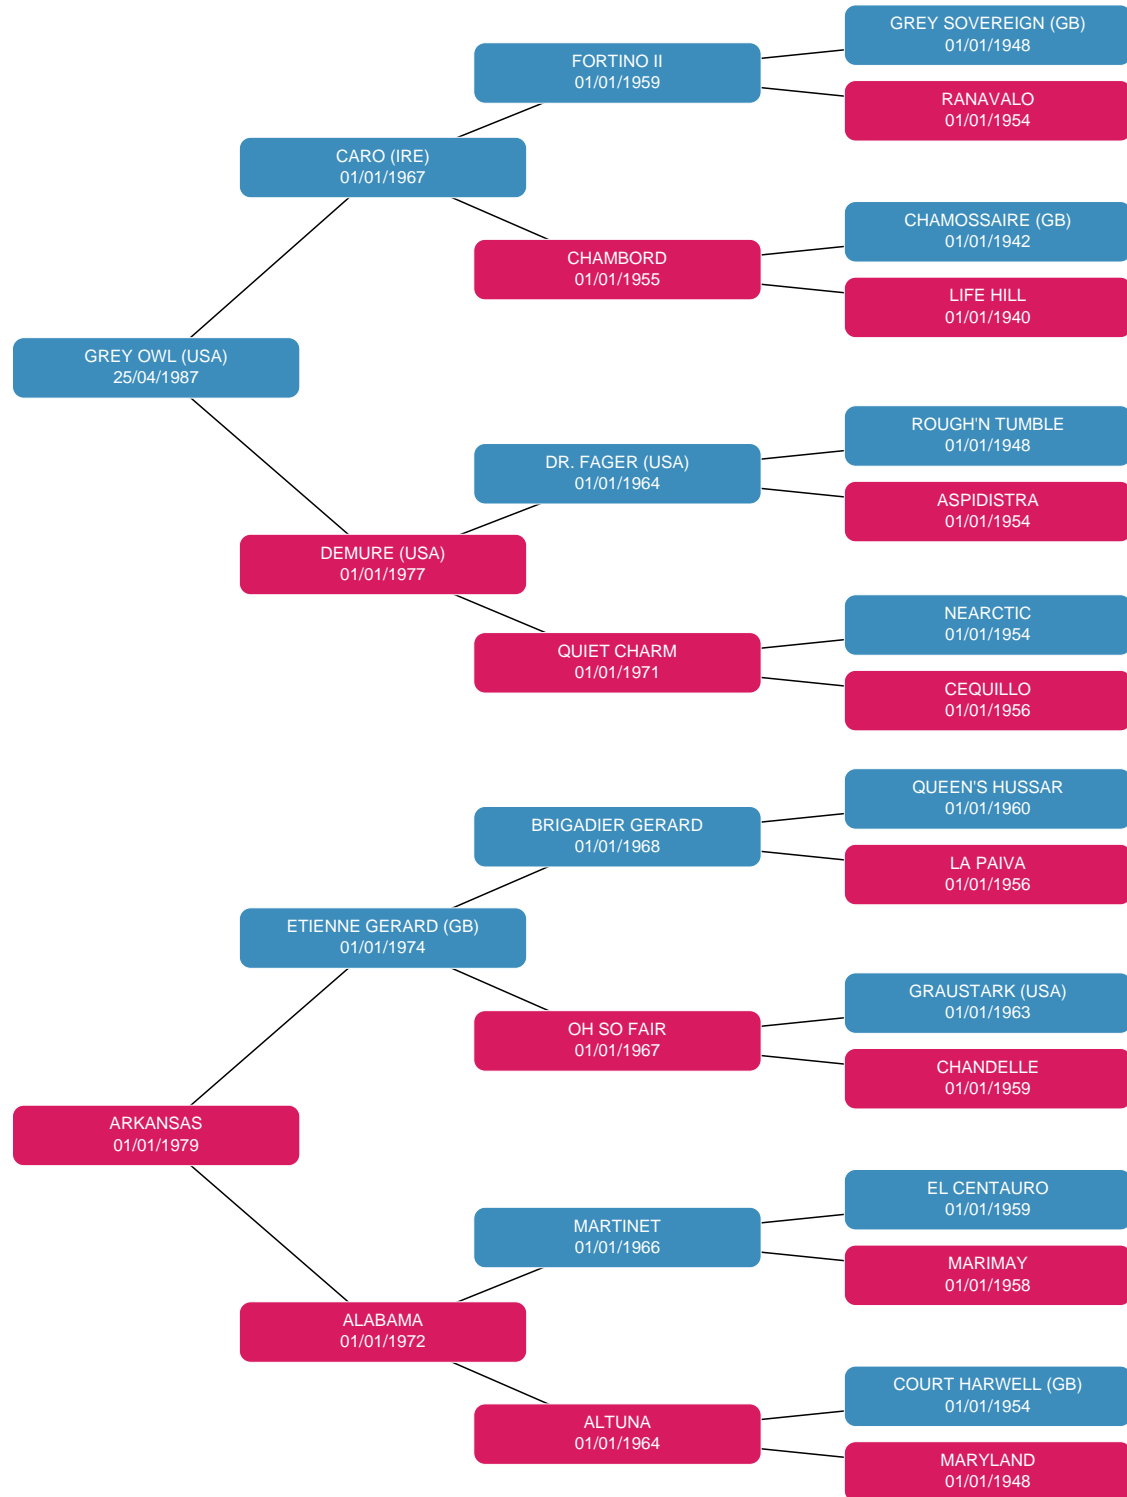 GREY SOVEREIGN (GB)
01/01/1948
FORTINO II
01/01/1959
RANAVALO
01/01/1954
CARO (IRE)
01/01/1967
CHAMOSSAIRE (GB)
01/01/1942
CHAMBORD
01/01/1955
LIFE HILL
01/01/1940
GREY OWL (USA)
25/04/1987
ROUGH'N TUMBLE
01/01/1948
DR. FAGER (USA)
01/01/1964
ASPIDISTRA
01/01/1954
DEMURE (USA)
01/01/1977
NEARCTIC
01/01/1954
QUIET CHARM
01/01/1971
CEQUILLO
01/01/1956
QUEEN'S HUSSAR
01/01/1960
BRIGADIER GERARD
01/01/1968
LA PAIVA
01/01/1956
ETIENNE GERARD (GB)
01/01/1974
GRAUSTARK (USA)
01/01/1963
OH SO FAIR
01/01/1967
CHANDELLE
01/01/1959
ARKANSAS
01/01/1979
EL CENTAURO
01/01/1959
MARTINET
01/01/1966
MARIMAY
01/01/1958
ALABAMA
01/01/1972
COURT HARWELL (GB)
01/01/1954
ALTUNA
01/01/1964
MARYLAND
01/01/1948